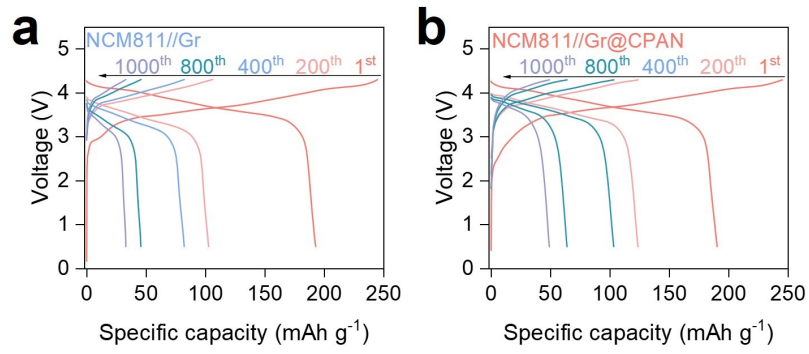 a
NCM811//Gr
1000th 800th 400th 200th 1st
5
4
3
2
1
0
Voltage (V)
0 50 100 150 200 250
Specific capacity (mAh g-1)
b
NCM811//Gr@CPAN
1000th 800th 400th 200th 1st
5
4
3
2
1
0
Voltage (V)
0 50 100 150 200 250
Specific capacity (mAh g-1)